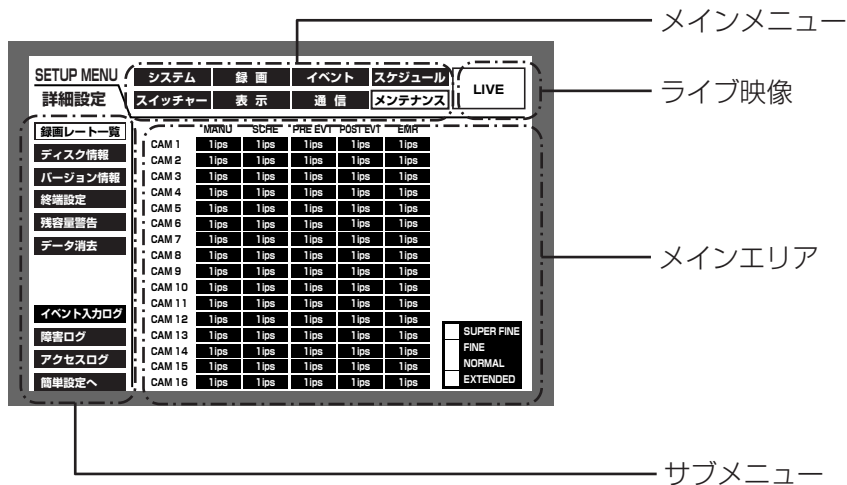 メインメニュー
SETUP MENU
詳細設定
システム 録 画 イベント スケジュール
スイッチャー 表 示 通 信 メンテナンス
LIVE
ライブ映像
録画レート一覧
ディスク情報
バージョン情報
終端設定
残容量警告
データ消去
イベント入力ログ
障害ログ
アクセスログ
簡単設定へ
MANU SCHE PRE EVT POST EVT EMR
CAM 1 1ips 1ips 1ips 1ips 1ips
CAM 2 1ips 1ips 1ips 1ips 1ips
CAM 3 1ips 1ips 1ips 1ips 1ips
CAM 4 1ips 1ips 1ips 1ips 1ips
CAM 5 1ips 1ips 1ips 1ips 1ips
CAM 6 1ips 1ips 1ips 1ips 1ips
CAM 7 1ips 1ips 1ips 1ips 1ips
CAM 8 1ips 1ips 1ips 1ips 1ips
CAM 9 1ips 1ips 1ips 1ips 1ips
CAM 10 1ips 1ips 1ips 1ips 1ips
CAM 11 1ips 1ips 1ips 1ips 1ips
CAM 12 1ips 1ips 1ips 1ips 1ips
CAM 13 1ips 1ips 1ips 1ips 1ips
CAM 14 1ips 1ips 1ips 1ips 1ips
CAM 15 1ips 1ips 1ips 1ips 1ips
CAM 16 1ips 1ips 1ips 1ips 1ips
SUPER FINE
FINE
NORMAL
EXTENDED
メインエリア
サブメニュー